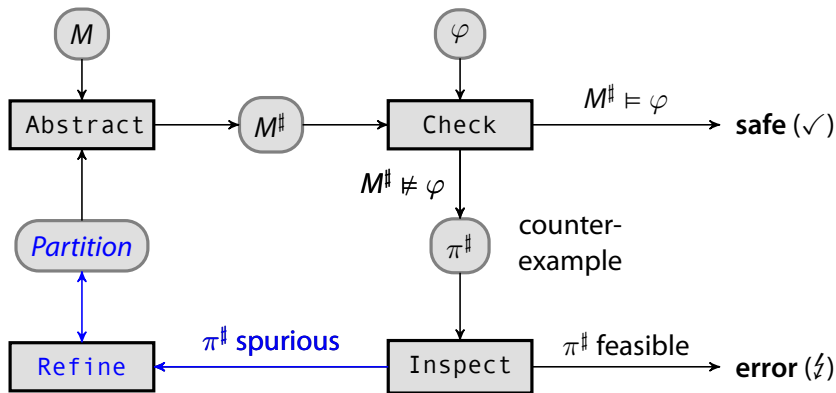 M
φ
Abstract
M♯
Check
M♯ ⊨ φ
safe (✓)
M♯ ⊭ φ
Partition
π♯
counter-
example
Refine
π♯ spurious
Inspect
π♯ feasible
error (↯)